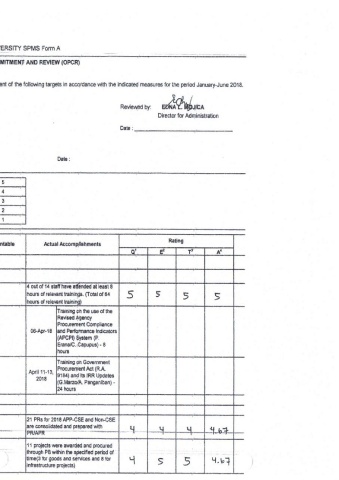 ERSITY SPMS Form A
MITMENT AND REVIEW (OPCR)
ent of the following targets in accordance with the indicated measures for the period January-June 2018.
Reviewed by: EDNA L. MOJICA
Director for Administration
Date :
Date :
5
4
3
2
1
ntable Actual Accomplishments Rating
Q¹ E² T³ A⁴
4 out of 14 staff have attended at least 8
hours of relevant trainings. (Total of 64
hours of relevant training)
5 5 5 5
06-Apr-18
Training on the use of the
Revised Agency
Procurement Compliance
and Performance Indicators
(APCPI) System (P.
Erana/C. Capupus) - 8
hours
April 11-13,
2018
Training on Government
Procurement Act (R.A.
9184) and its IRR Updates
(G.Marzo/A. Panganiban) -
24 hours
21 PRs for 2018 APP-CSE and Non-CSE
are consolidated and prepared with
PR/APR
4 4 4 4.67
11 projects were awarded and procured
through PB within the specified period of
time(3 for goods and services and 8 for
infrastructure projects)
4 5 5 4.67